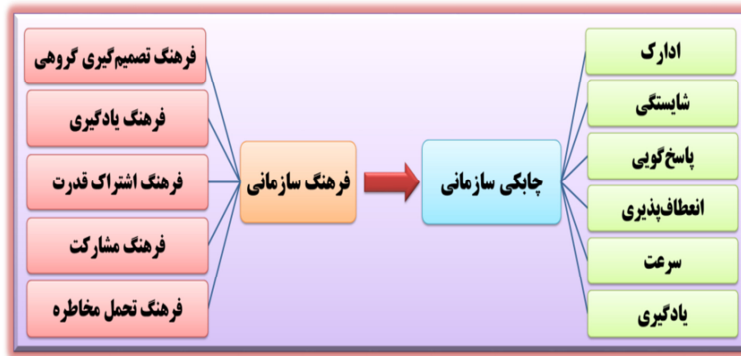 فرهنگ تصمیم‌گیری گروهی
فرهنگ یادگیری
فرهنگ اشتراک قدرت
فرهنگ مشارکت
فرهنگ تحمل مخاطره
فرهنگ سازمانی
چابکی سازمانی
ادارک
شایستگی
پاسخ‌گویی
انعطاف‌پذیری
سرعت
یادگیری